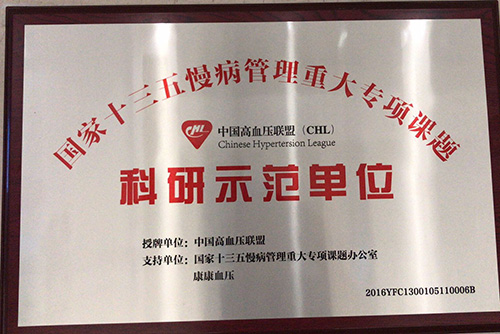 国家十三五慢病管理重大专项课题
CHL
中国高血压联盟（CHL）
Chinese Hypertersion League
科研示范单位
授牌单位：中国高血压联盟
支持单位：国家十三五慢病管理重大专项课题办公室
康康血压
2016YFC1300105110006B